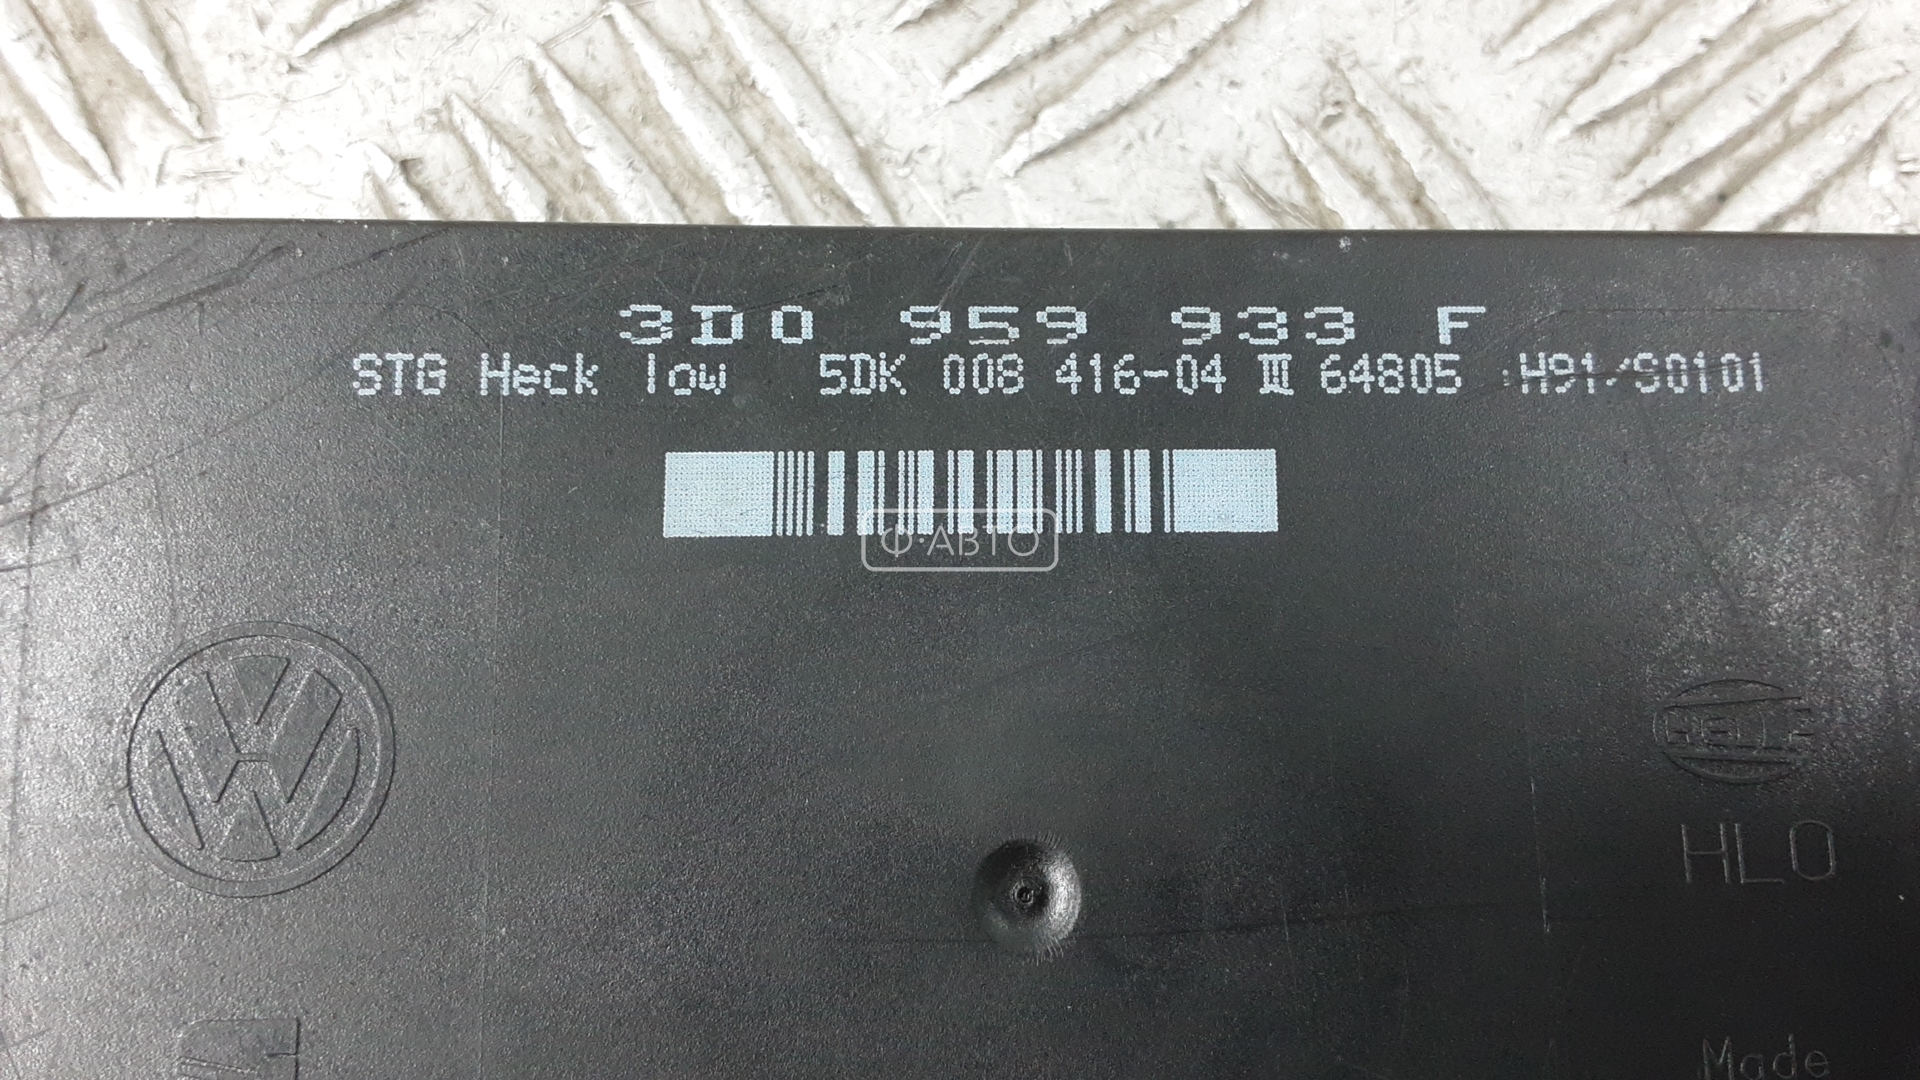 3D0 959 933 F
STG Heck low 5DK 008 416-04 III 64805 H91/S0101
Ф·АВТО
HELLA
HLO
Made